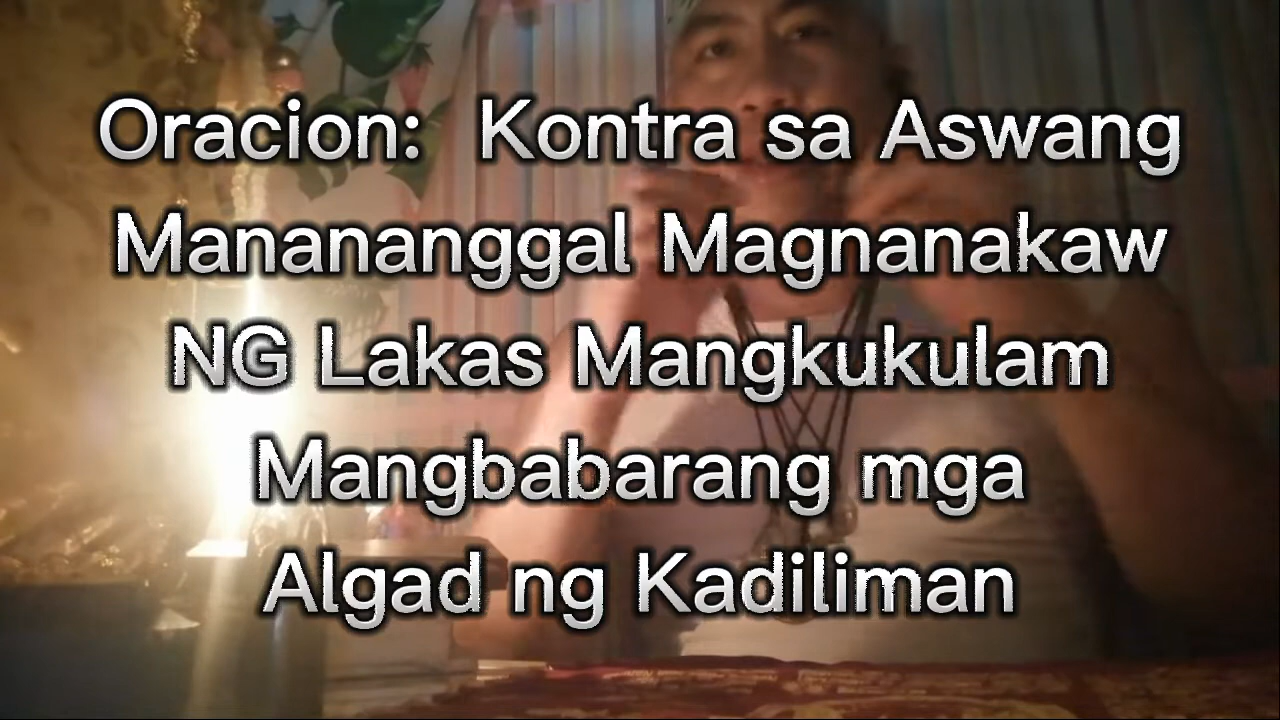 Oracion: Kontra sa Aswang
Manananggal Magnanakaw
NG Lakas Mangkukulam
Mangbabarang mga
Algad ng Kadiliman